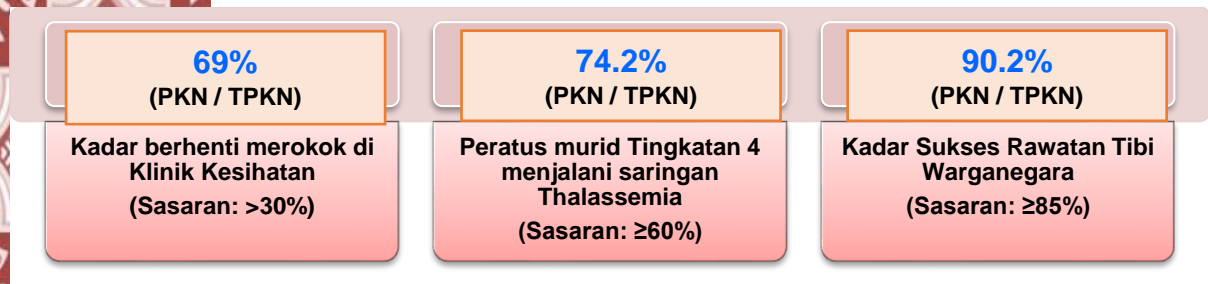 69%
(PKN / TPKN)
Kadar berhenti merokok di
Klinik Kesihatan
(Sasaran: >30%)
74.2%
(PKN / TPKN)
Peratus murid Tingkatan 4
menjalani saringan
Thalassemia
(Sasaran: ≥60%)
90.2%
(PKN / TPKN)
Kadar Sukses Rawatan Tibi
Warganegara
(Sasaran: ≥85%)